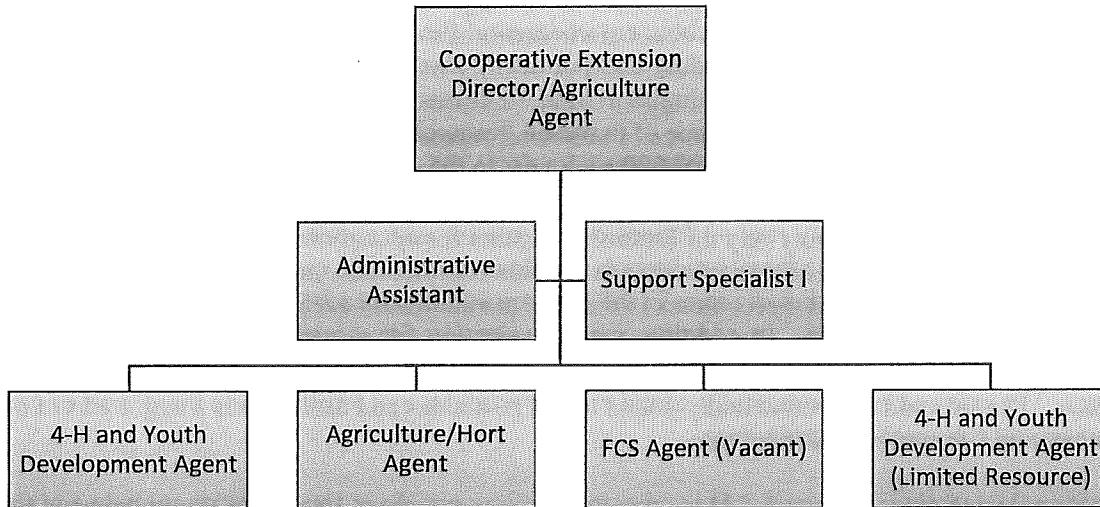 Cooperative Extension
Director/Agriculture
Agent
Administrative
Assistant
Support Specialist I
4-H and Youth
Development Agent
Agriculture/Hort
Agent
FCS Agent (Vacant)
4-H and Youth
Development Agent
(Limited Resource)